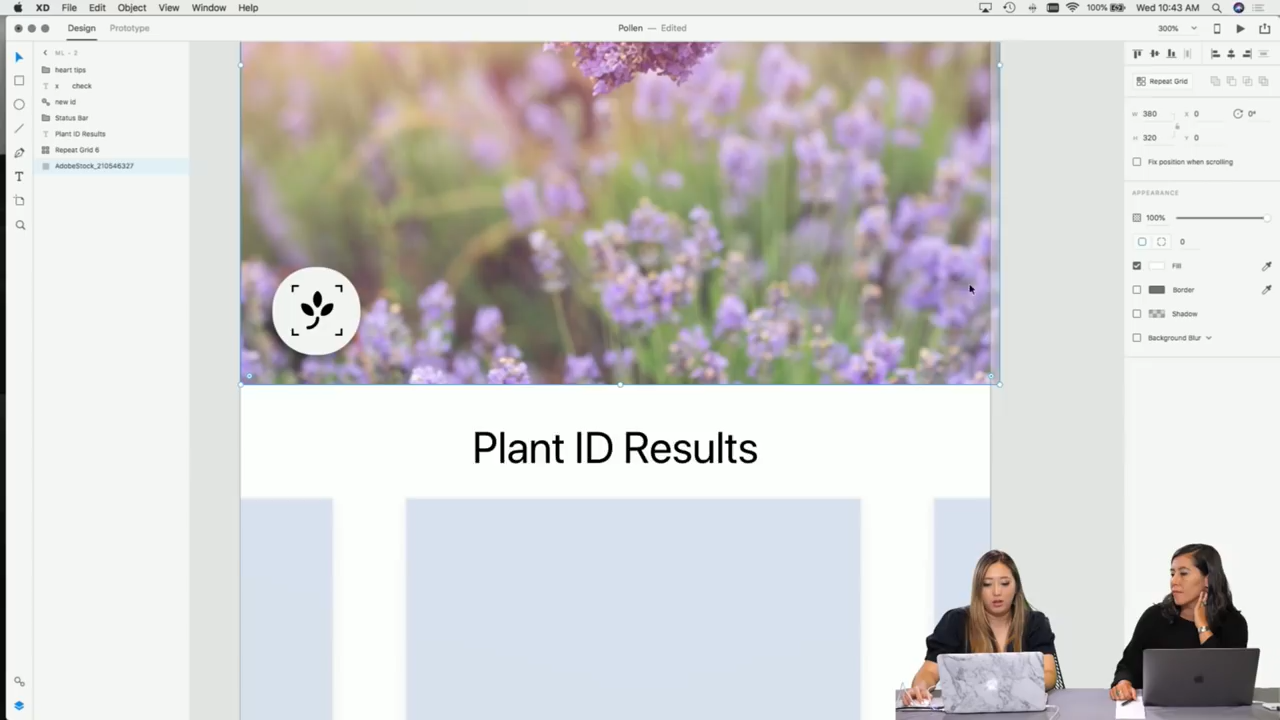 XD File Edit Object View Window Help
100% Wed 10:43 AM
Design Prototype
Pollen — Edited
300%
ML - 2
heart tips
x check
new id
Status Bar
Plant ID Results
Repeat Grid 6
AdobeStock_210546327
Repeat Grid
W 380 X 0 0°
H 320 Y 0
Fix position when scrolling
APPEARANCE
100%
0
Fill
Border
Shadow
Background Blur
Plant ID Results